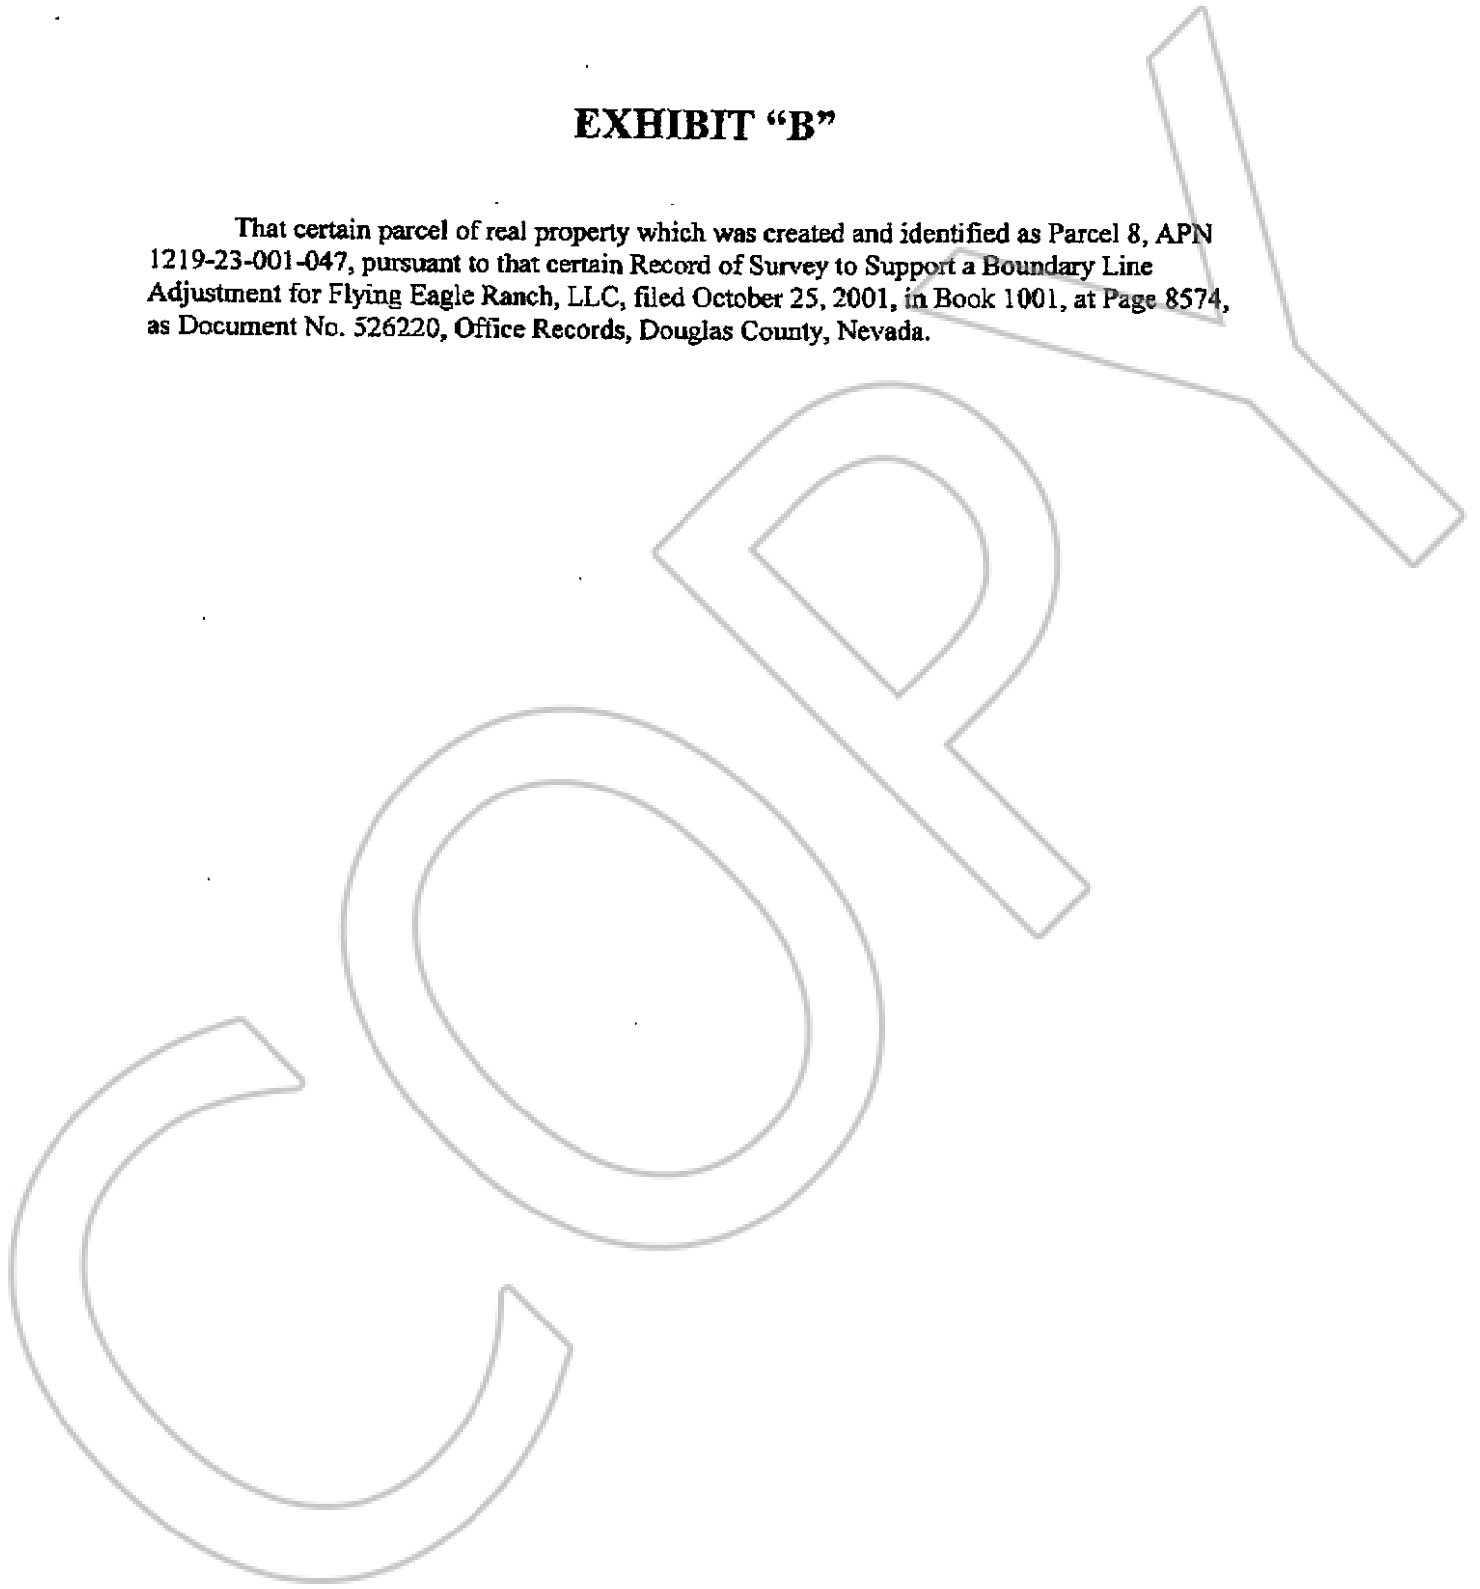 EXHIBIT “B”
That certain parcel of real property which was created and identified as Parcel 8, APN
1219-23-001-047, pursuant to that certain Record of Survey to Support a Boundary Line
Adjustment for Flying Eagle Ranch, LLC, filed October 25, 2001, in Book 1001, at Page 8574,
as Document No. 526220, Office Records, Douglas County, Nevada.
COPY